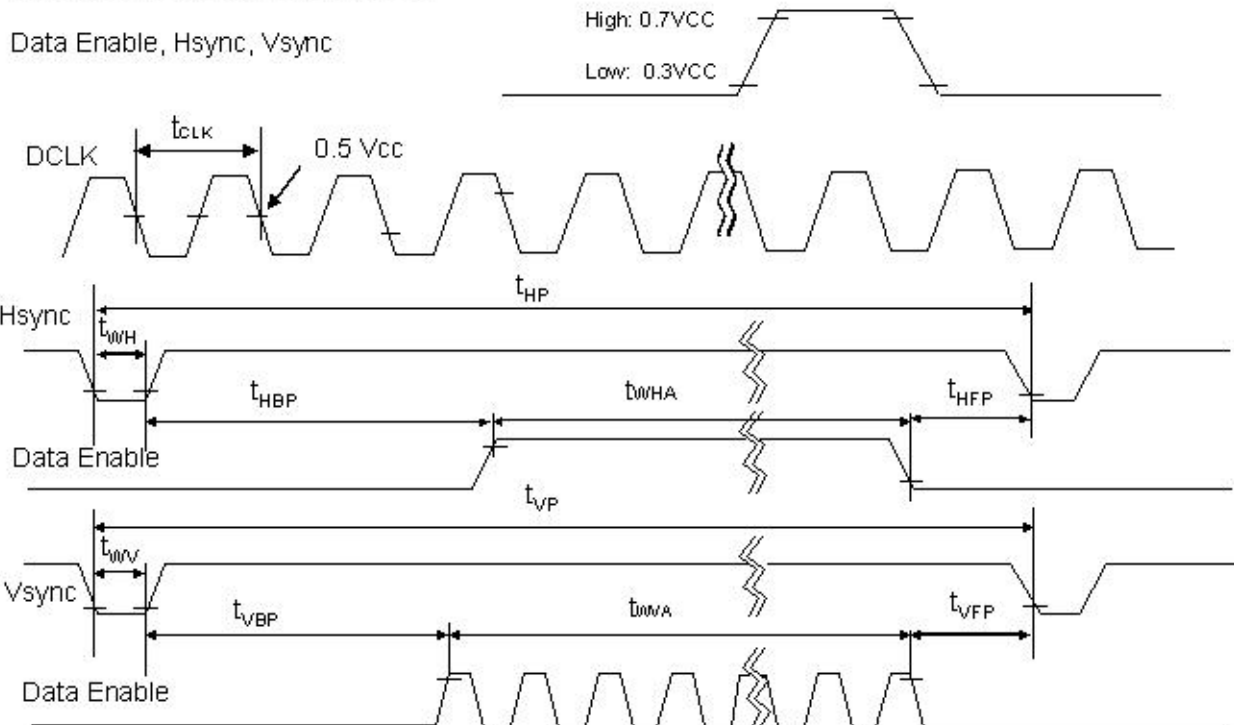 High: 0.7VCC
Data Enable, Hsync, Vsync
Low: 0.3VCC
tCLK
0.5 Vcc
DCLK
tHP
Hsync
tWH
tHBP
tWHA
tHFP
Data Enable
tVP
tWV
Vsync
tVBP
tWVA
tVFP
Data Enable